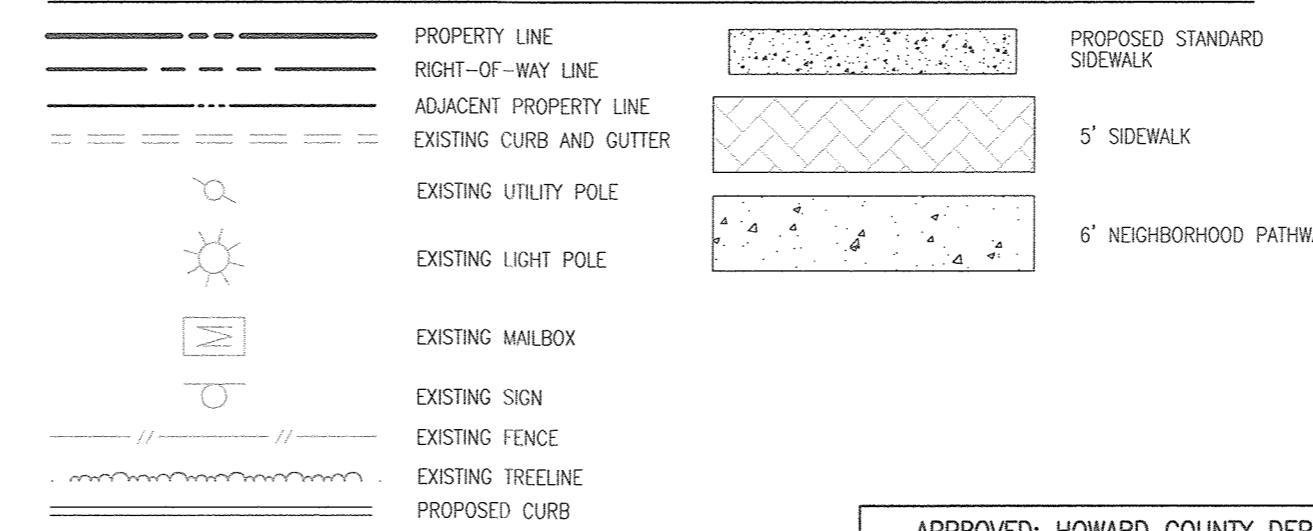 PROPERTY LINE
RIGHT-OF-WAY LINE
ADJACENT PROPERTY LINE
EXISTING CURB AND GUTTER
EXISTING UTILITY POLE
EXISTING LIGHT POLE
EXISTING MAILBOX
EXISTING SIGN
EXISTING FENCE
EXISTING TREELINE
PROPOSED CURB
PROPOSED STANDARD
SIDEWALK
5' SIDEWALK
6' NEIGHBORHOOD
APPROVED: HOWARD COUNTY